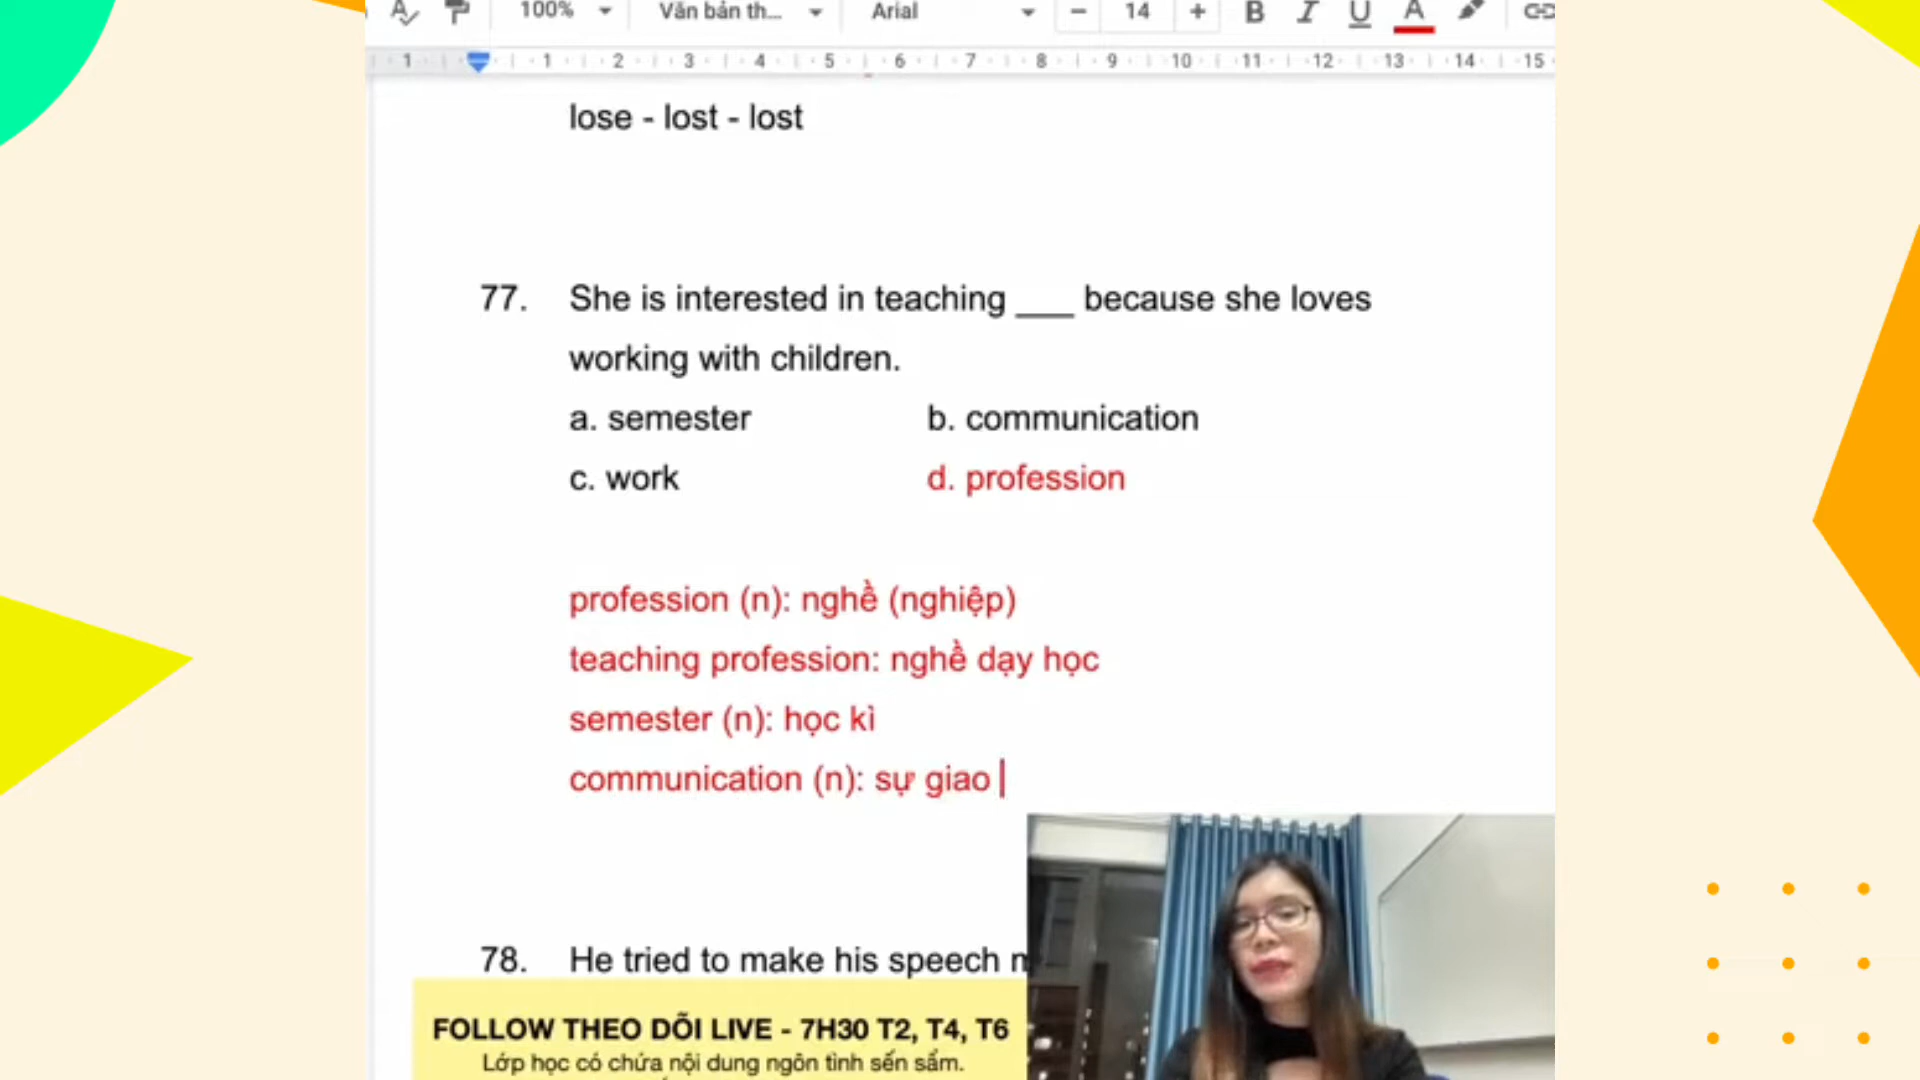 100% Văn bản th... Arial 14 B I U A
1 1 2 3 4 5 6 7 8 9 10 11 12 13 14 15
lose - lost - lost
77. She is interested in teaching ___ because she loves
working with children.
a. semester b. communication
c. work d. profession
profession (n): nghề (nghiệp)
teaching profession: nghề dạy học
semester (n): học kì
communication (n): sự giao
78. He tried to make his speech
FOLLOW THEO DÕI LIVE - 7H30 T2, T4, T6
Lớp học có chứa nội dung ngôn tình sến sẩm.